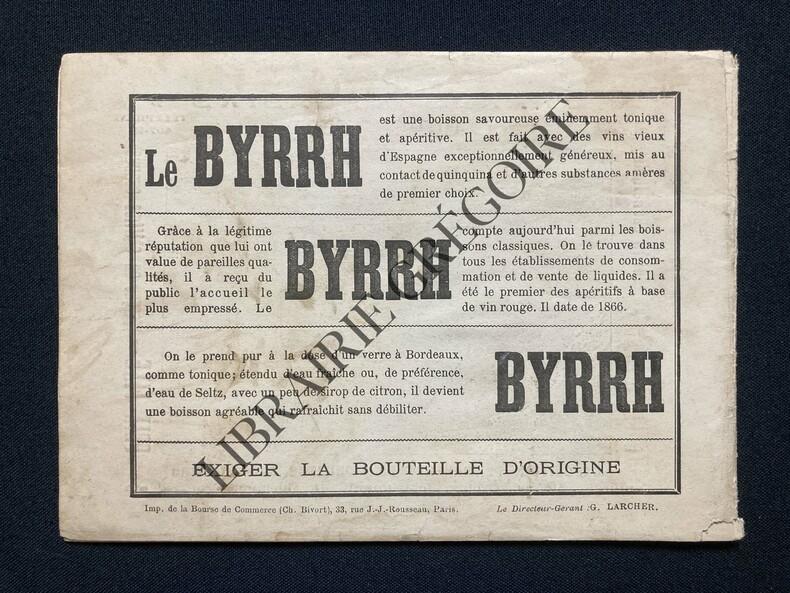 Le BYRRH
est une boisson savoureuse éminemment tonique
et apéritive. Il est fait avec des vins vieux
d'Espagne exceptionnellement généreux, mis au
contact de quinquina et d'autres substances amères
de premier choix.
Grâce à la légitime
réputation que lui ont
value de pareilles qua-
lités, il a reçu du
public l'accueil le
plus empressé. Le
BYRRH
compte aujourd'hui parmi les bois-
sons classiques. On le trouve dans
tous les établissements de consom-
mation et de vente de liquides. Il a
été le premier des apéritifs à base
de vin rouge. Il date de 1866.
On le prend pur à la dose d'un verre à Bordeaux,
comme tonique; étendu d'eau fraîche ou, de préférence,
d'eau de Seltz, avec un peu de sirop de citron, il devient
une boisson agréable qui rafraîchit sans débiliter.
BYRRH
EXIGER LA BOUTEILLE D'ORIGINE
Imp. de la Bourse de Commerce (Ch. Bivort), 33, rue J.-J.-Rousseau, Paris.
Le Directeur-Gérant : G. LARCHER.
LIBRAIRIE GRÉGOIRE